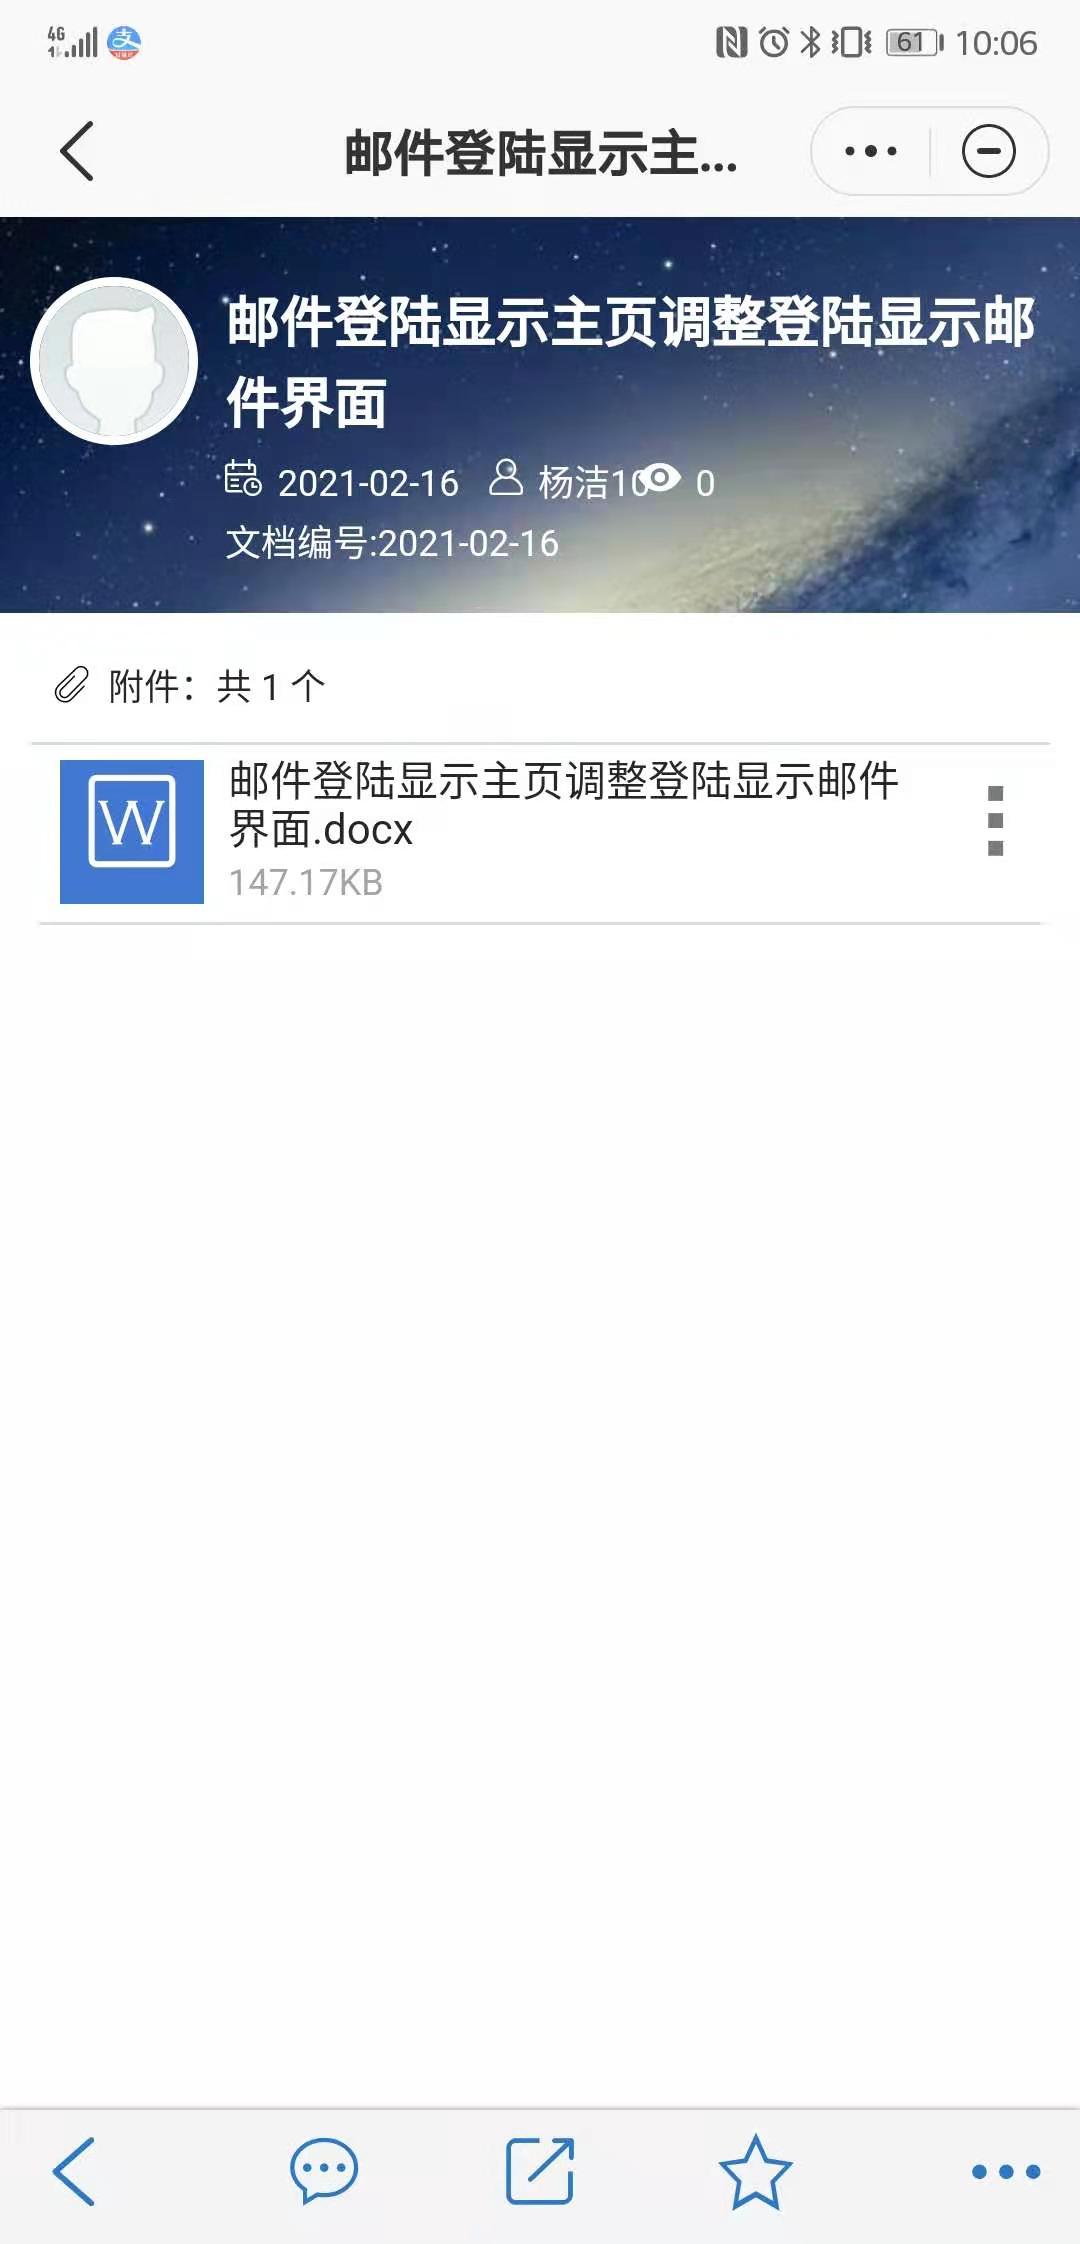 4G
61 10:06
邮件登陆显示主...
邮件登陆显示主页调整登陆显示邮
件界面
2021-02-16 杨洁10 0
文档编号:2021-02-16
附件：共 1 个
W
邮件登陆显示主页调整登陆显示邮件
界面.docx
147.17KB